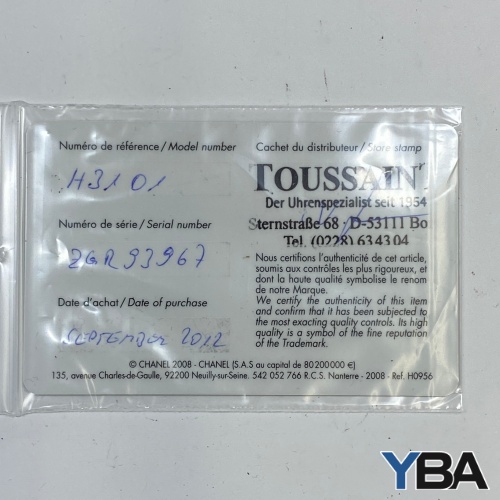 Numéro de référence / Model number
H3101
Numéro de série / Serial number
ZGR93967
Date d'achat / Date of purchase
SEPTEMBER 2012
Cachet du distributeur / Store stamp
TOUSSAINT
Der Uhrenspezialist seit 1954
Sternstraße 68 · D-53111 Bo
Tel. (0228) 63 43 04
Nous certifions l'authenticité de cet article,
soumis aux contrôles les plus rigoureux, et
dont la haute qualité symbolise le renom
de notre Marque.
We certify the authenticity of this item
and confirm that it has been subjected to
the most exacting quality controls. Its high
quality is a symbol of the fine reputation
of the Trademark.
© CHANEL 2008 - CHANEL (S.A.S au capital de 80 200 000 €)
135, avenue Charles-de-Gaulle, 92200 Neuilly-sur-Seine. 542 052 766 R.C.S. Nanterre - 2008 - Ref. H0956
YBA